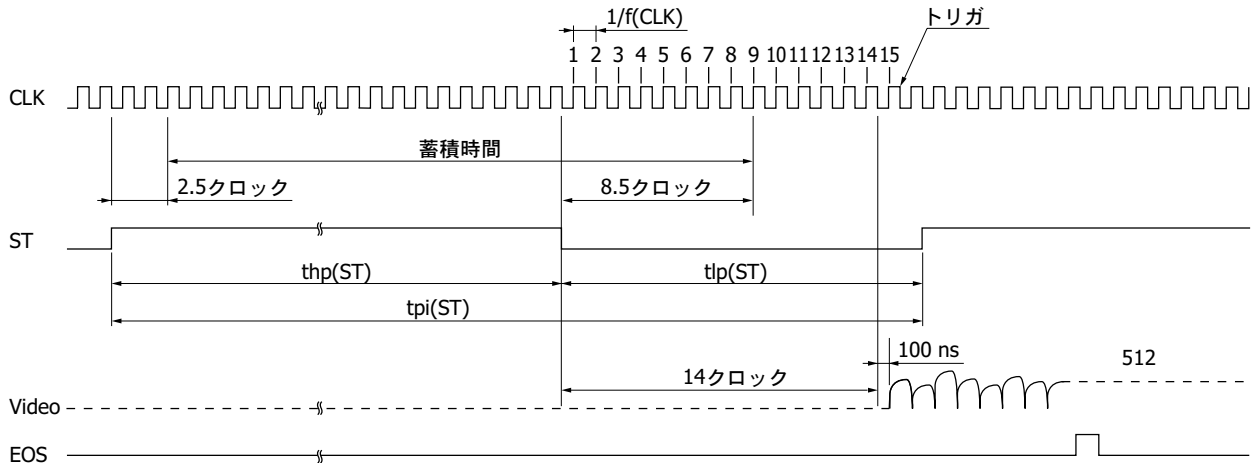 1/f(CLK)
トリガ
1 2 3 4 5 6 7 8 9 10 11 12 13 14 15
CLK
蓄積時間
2.5クロック
8.5クロック
ST
thp(ST)
tlp(ST)
tpi(ST)
100 ns
512
14クロック
Video
EOS